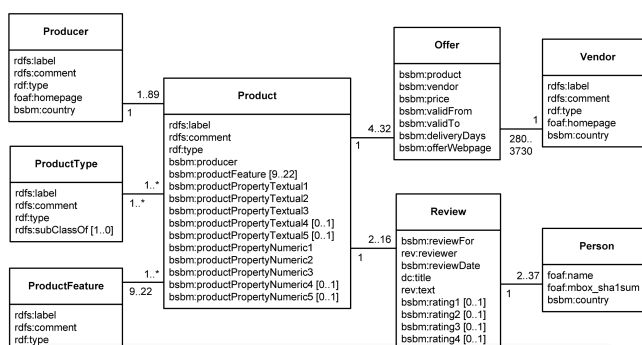 Producer
rdfs:label
rdfs:comment
rdf:type
foaf:homepage
bsbm:country
1..89
1
ProductType
rdfs:label
rdfs:comment
rdf:type
rdfs:subClassOf [1..0]
1..*
1..*
ProductFeature
rdfs:label
rdfs:comment
rdf:type
1..*
9..22
Product
rdfs:label
rdfs:comment
rdf:type
bsbm:producer
bsbm:productFeature [9..22]
bsbm:productPropertyTextual1
bsbm:productPropertyTextual2
bsbm:productPropertyTextual3
bsbm:productPropertyTextual4 [0..1]
bsbm:productPropertyTextual5 [0..1]
bsbm:productPropertyNumeric1
bsbm:productPropertyNumeric2
bsbm:productPropertyNumeric3
bsbm:productPropertyNumeric4 [0..1]
bsbm:productPropertyNumeric5 [0..1]
4..32
1
2..16
1
Offer
bsbm:product
bsbm:vendor
bsbm:price
bsbm:validFrom
bsbm:validTo
bsbm:deliveryDays
bsbm:offerWebpage
1
280..
3730
Vendor
rdfs:label
rdfs:comment
rdf:type
foaf:homepage
bsbm:country
Review
bsbm:reviewFor
rev:reviewer
bsbm:reviewDate
dc:title
rev:text
bsbm:rating1 [0..1]
bsbm:rating2 [0..1]
bsbm:rating3 [0..1]
bsbm:rating4 [0..1]
2..37
1
Person
foaf:name
foaf:mbox_sha1sum
bsbm:country